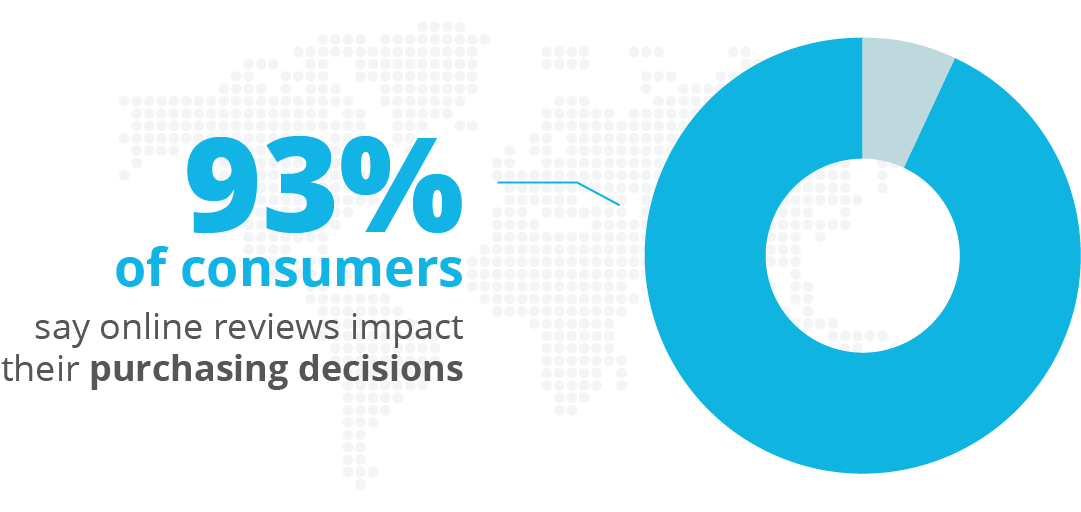 93%
of consumers
say online reviews impact
their purchasing decisions